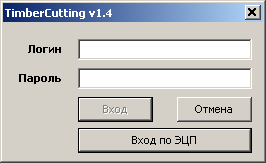 TimberCutting v1.4
Логин
Пароль
Вход Отмена
Вход по ЭЦП